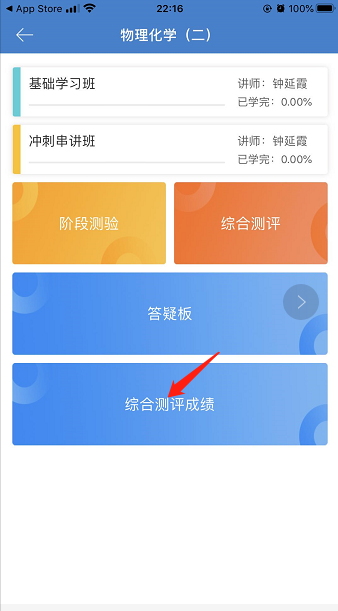 App Store
22:16
100%
物理化学（二）
基础学习班
讲师：钟延霞
已学完：0.00%
冲刺串讲班
讲师：钟延霞
已学完：0.00%
阶段测验
综合测评
答疑板
综合测评成绩